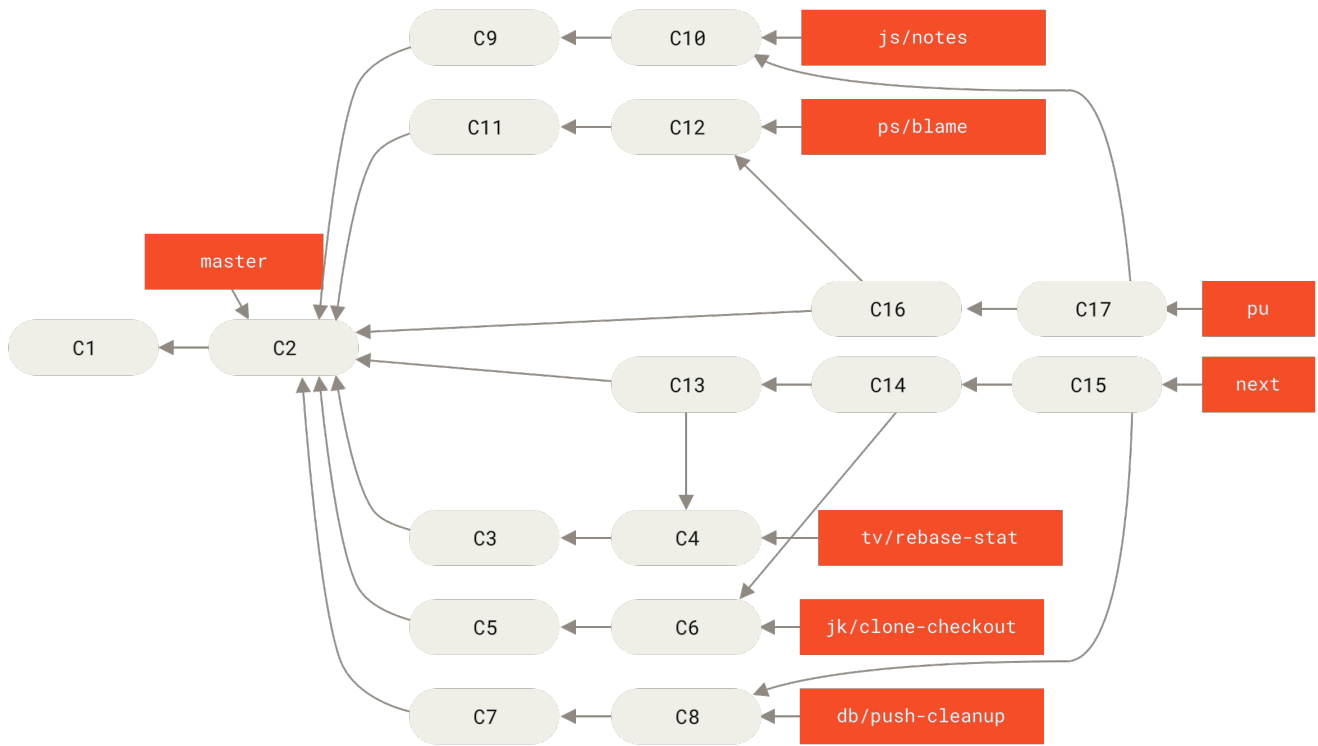 C9
C10
js/notes
C11
C12
ps/blame
master
C16
C17
pu
C1
C2
C13
C14
C15
next
C3
C4
tv/rebase-stat
C5
C6
jk/clone-checkout
C7
C8
db/push-cleanup